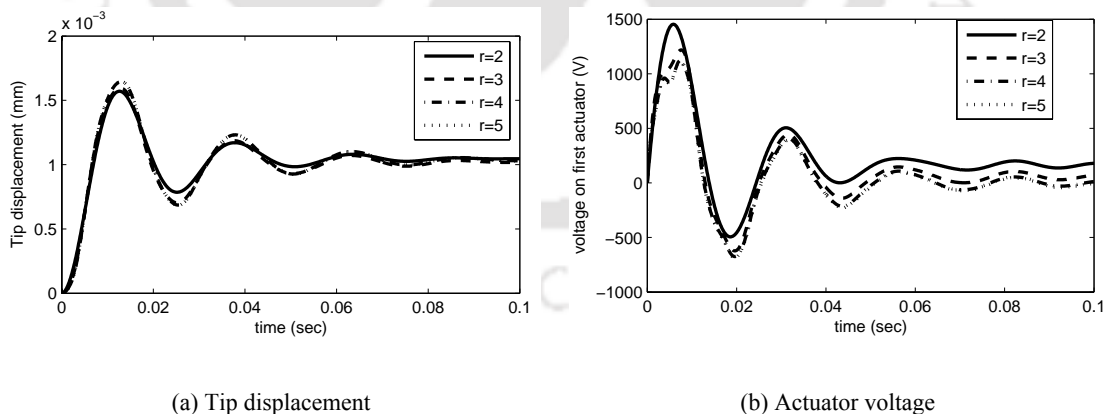 x 10⁻³
2
1.5
1
0.5
0
Tip displacement (mm)
r=2
r=3
r=4
r=5
0 0.02 0.04 0.06 0.08 0.1
time (sec)
(a) Tip displacement
1500
1000
500
0
−500
−1000
voltage on first actuator (V)
r=2
r=3
r=4
r=5
0 0.02 0.04 0.06 0.08 0.1
time (sec)
(b) Actuator voltage